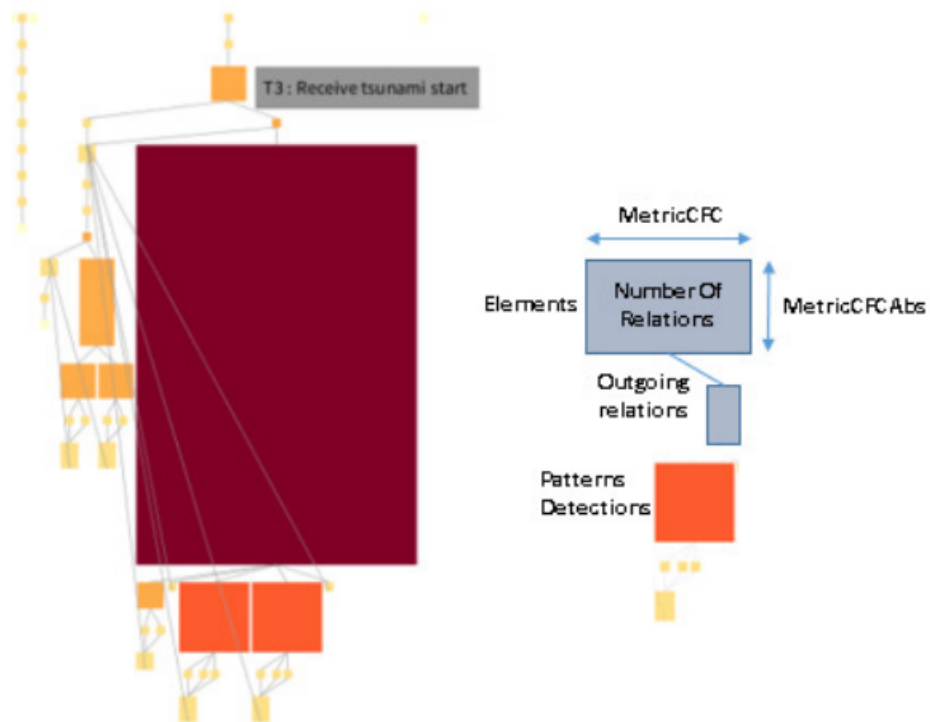 T3 : Receive tsunami start
MetricCFC
Elements
Number Of
Relations
MetricCFCAbs
Outgoing
relations
Patterns
Detections